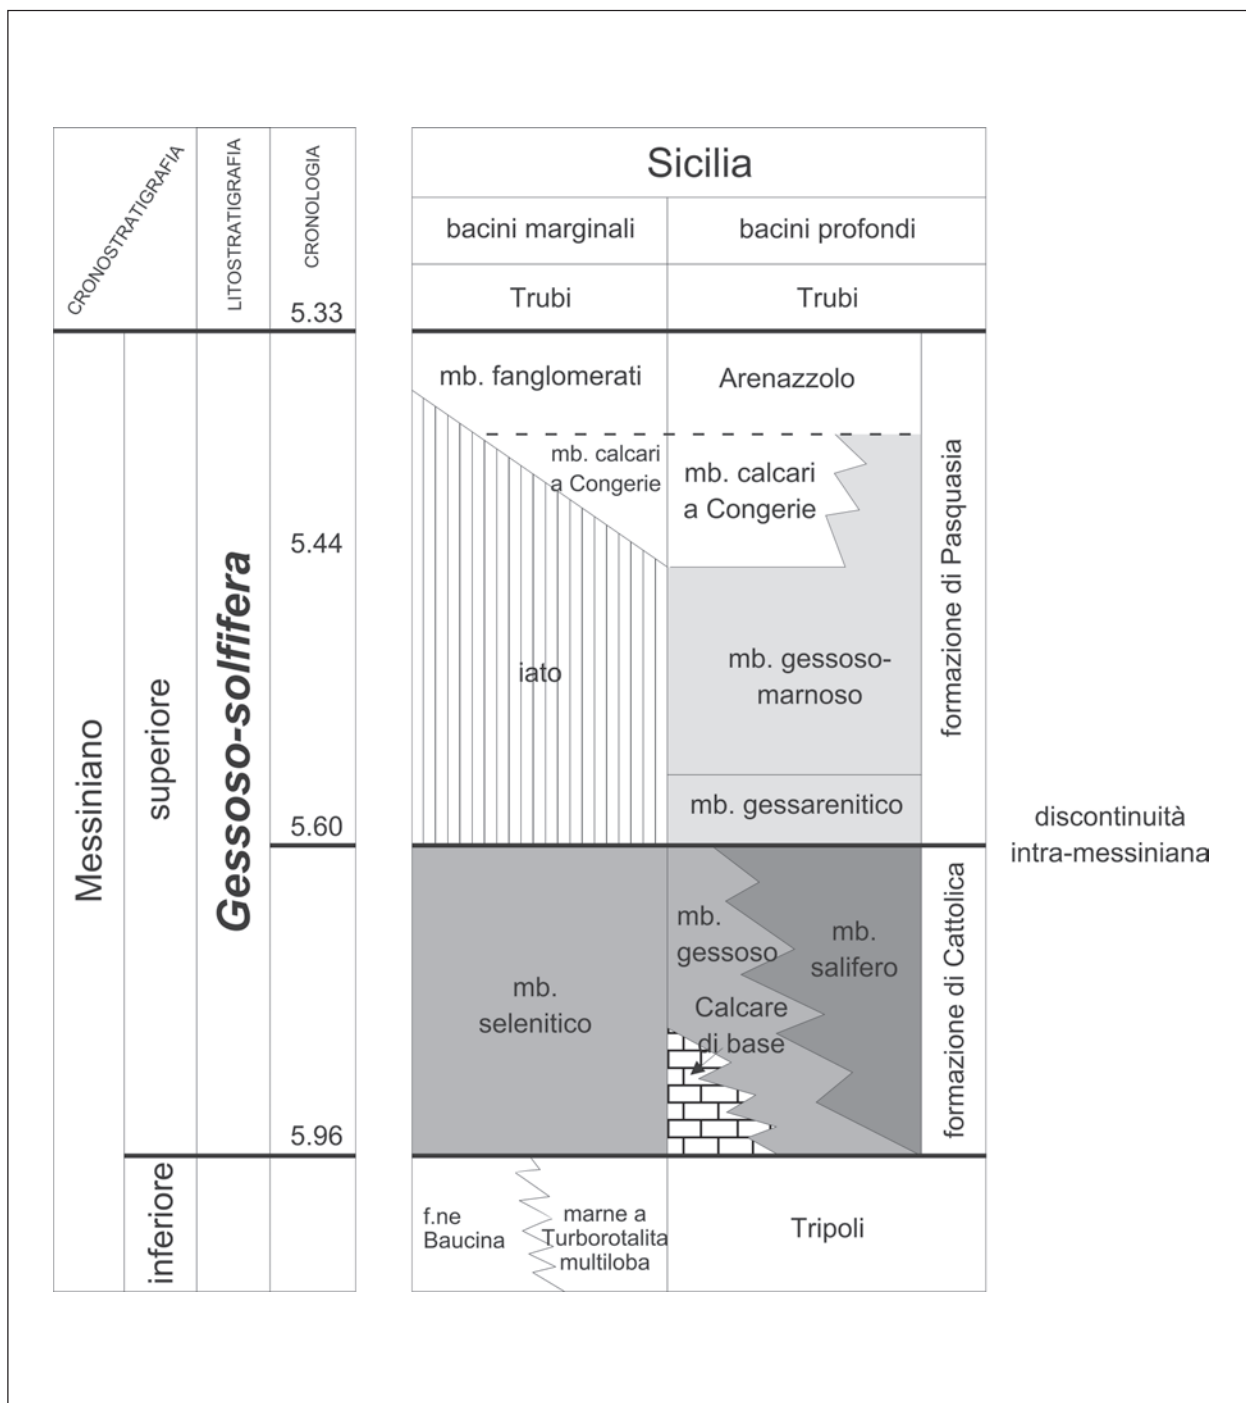 CRONOSTRATIGRAFIA
LITOSTRATIGRAFIA
CRONOLOGIA
5.33
Sicilia
bacini marginali
bacini profondi
Trubi
Trubi
Messiniano
superiore
inferiore
Gessoso-solfifera
5.44
5.60
5.96
mb. fanglomerati
Arenazzolo
mb. calcari
a Congerie
mb. calcari
a Congerie
iato
mb. gessoso-
marnoso
mb. gessarenitico
formazione di Pasquasia
discontinuità
intra-messiniana
mb.
selenitico
mb.
gessoso
mb.
salifero
Calcare
di base
formazione di Cattolica
f.ne
Baucina
marne a
Turborotalita
multiloba
Tripoli